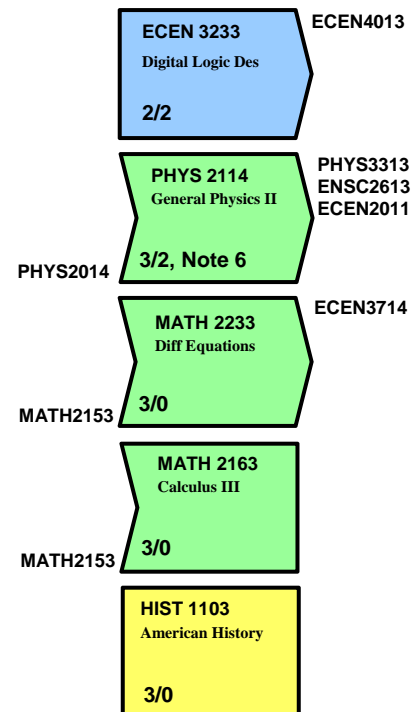 ECEN4013
ECEN 3233
Digital Logic Des
2/2
PHYS3313
ENSC2613
ECEN2011
PHYS 2114
General Physics II
3/2, Note 6
PHYS2014
ECEN3714
MATH 2233
Diff Equations
3/0
MATH2153
MATH 2163
Calculus III
3/0
MATH2153
HIST 1103
American History
3/0